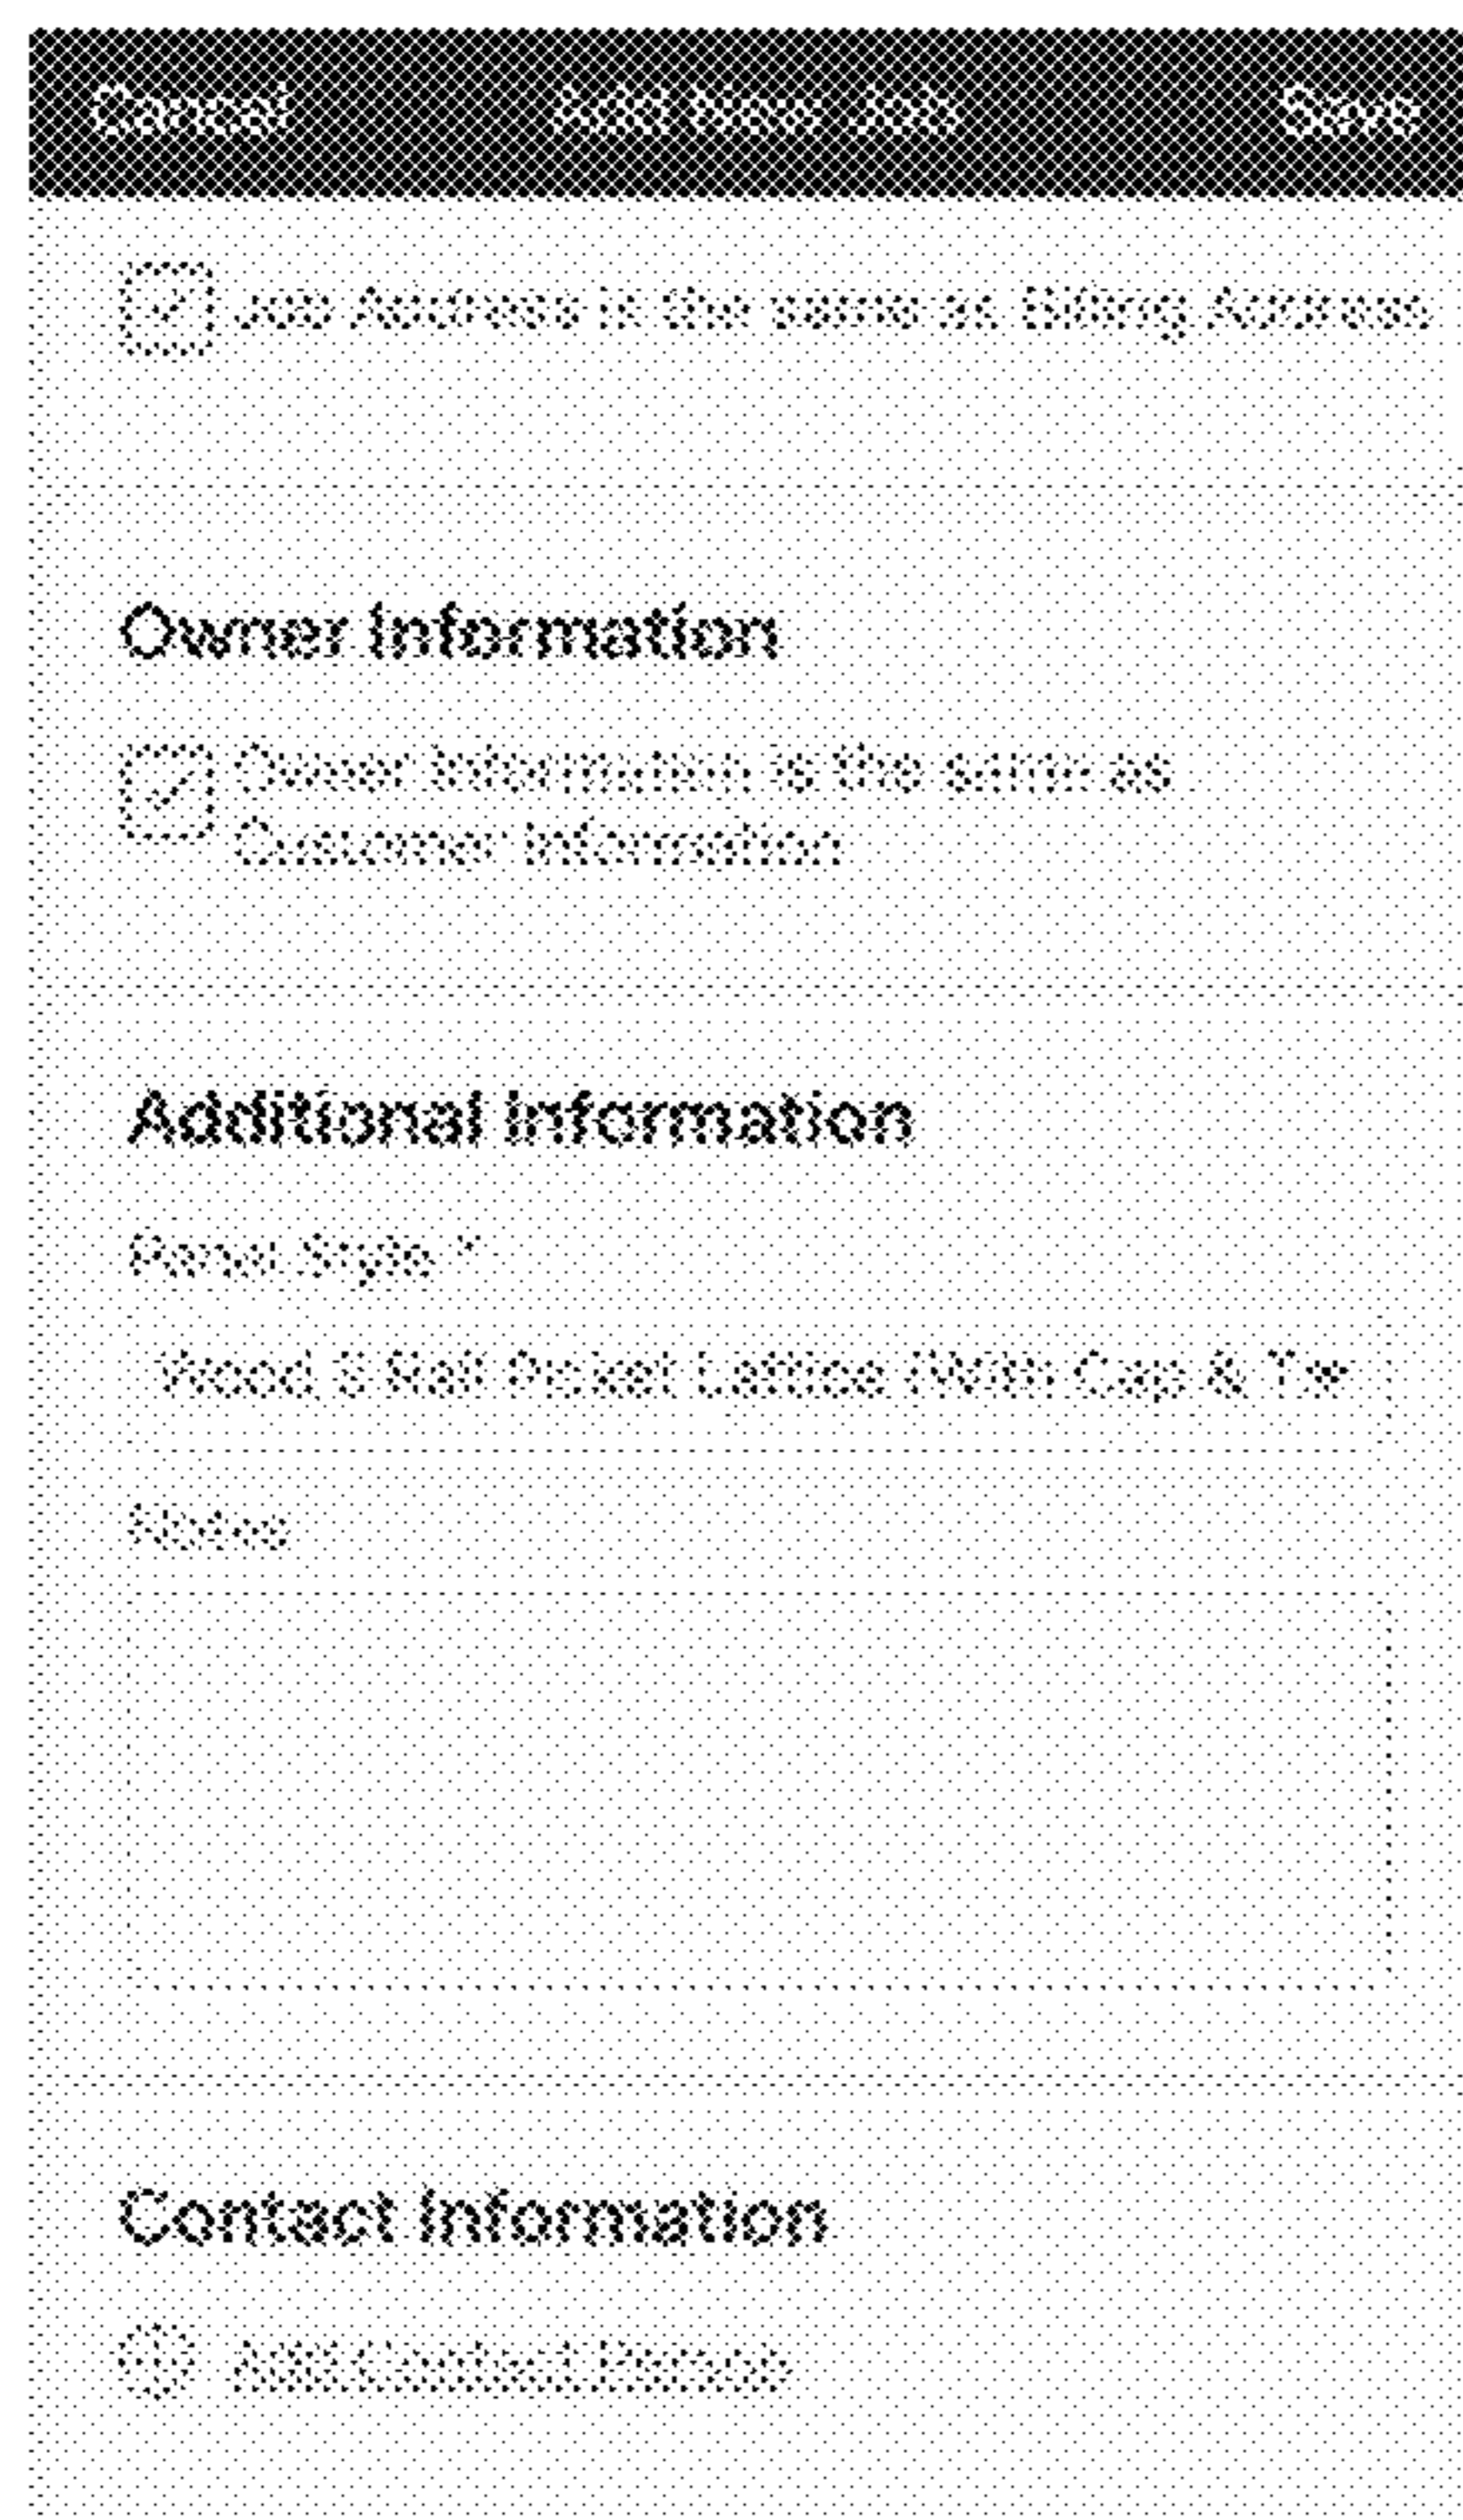 Cancel Add New Job Save
Job Address is the same as Billing Address
Owner Information
Owner Information is the same as
Customer Information
Additional Information
Panel Style *
Wood 3 Rail Picket Lattice (With Cap & Tr
Notes
Contact Information
Add Contact Person